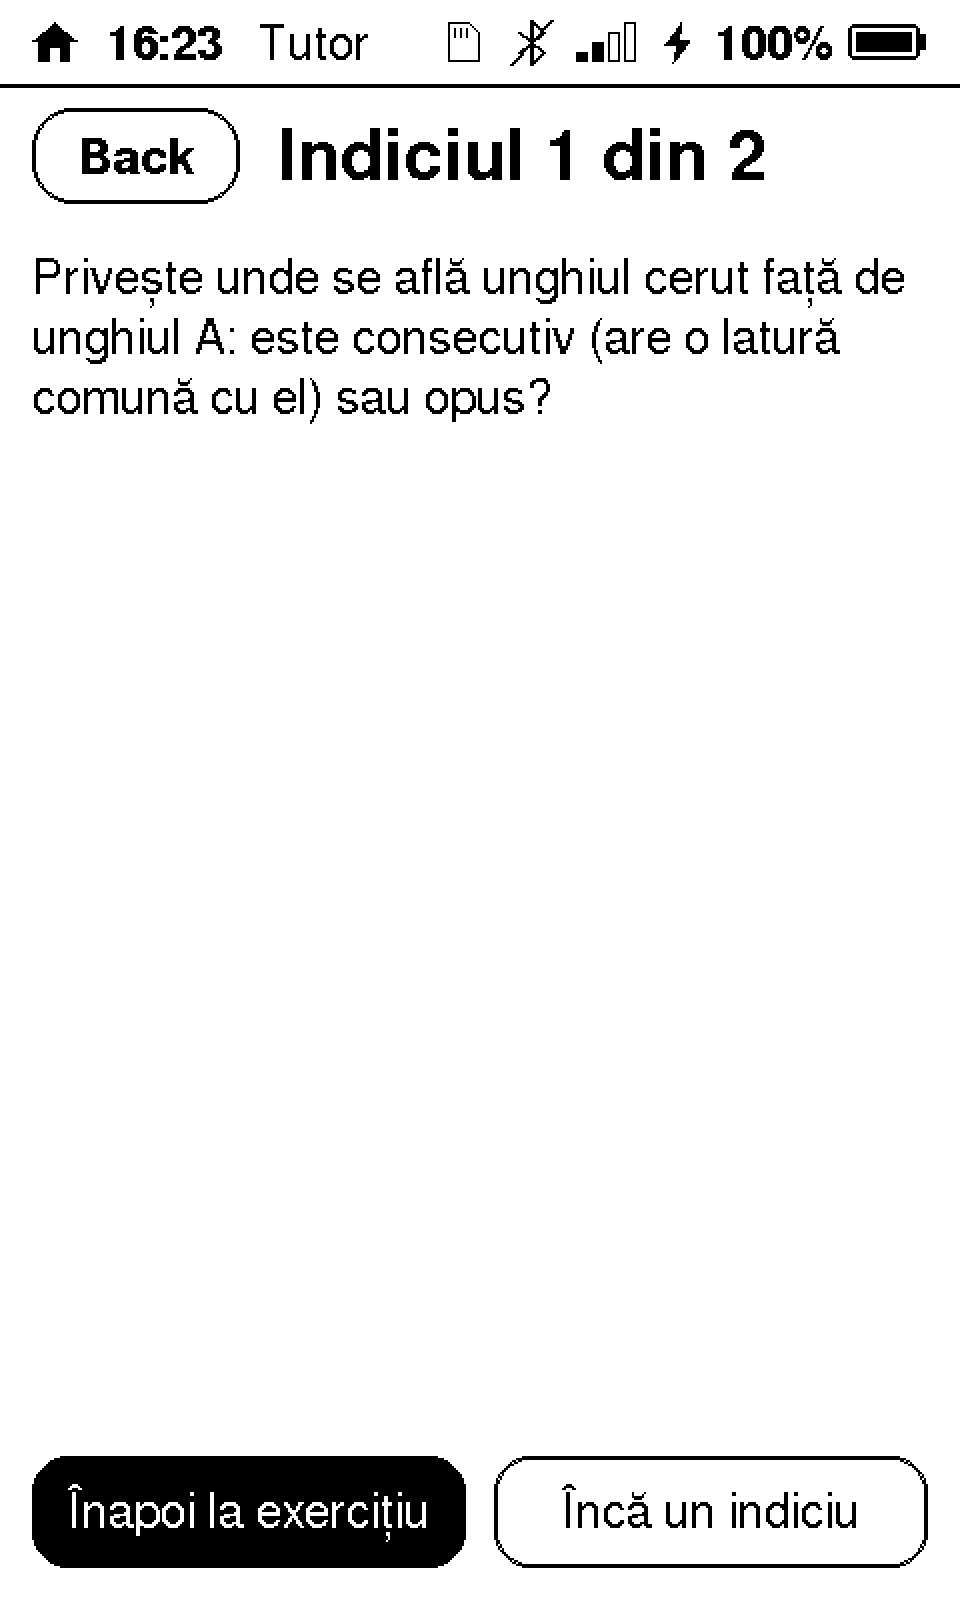 16:23 Tutor 100%
Back Indiciul 1 din 2
Privește unde se află unghiul cerut față de
unghiul A: este consecutiv (are o latură
comună cu el) sau opus?
Înapoi la exercițiu Încă un indiciu